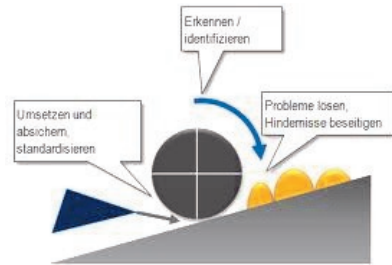 Erkennen /
identifizieren
Probleme lösen,
Hindernisse beseitigen
Umsetzen und
absichern,
standardisieren